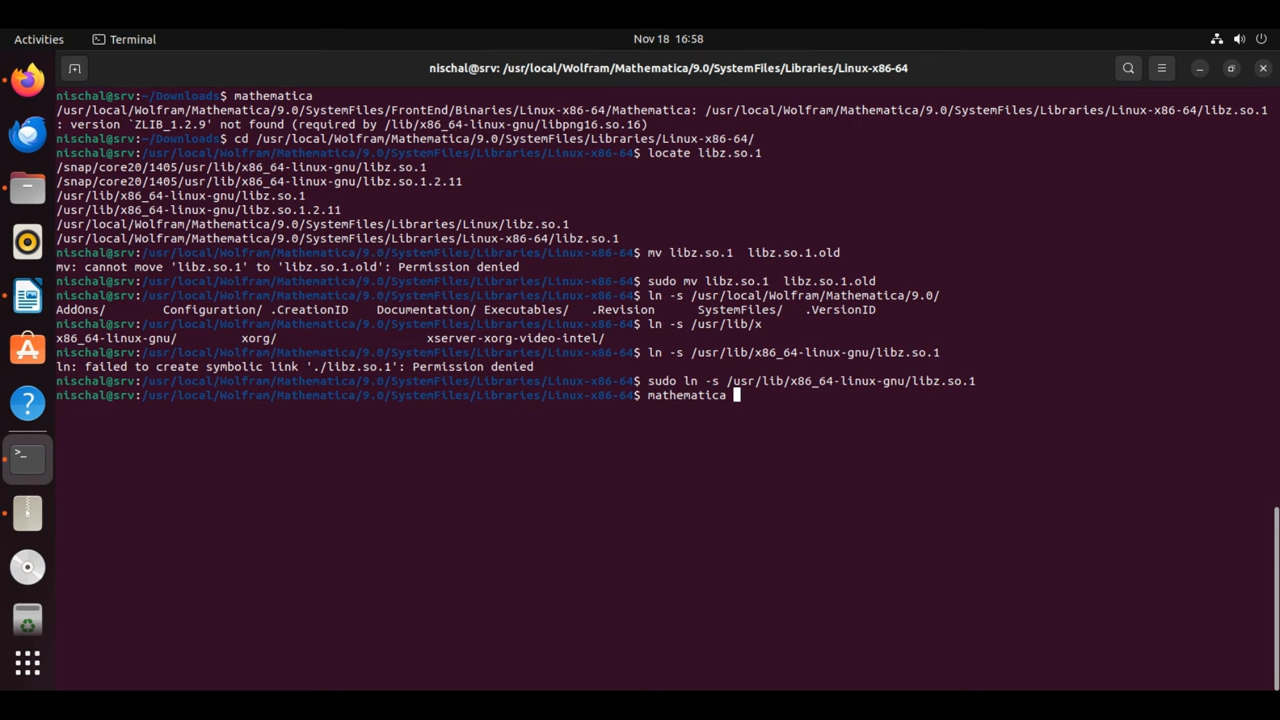 Activities Terminal Nov 18 16:58
nischal@srv: /usr/local/Wolfram/Mathematica/9.0/SystemFiles/Libraries/Linux-x86-64
nischal@srv:~/Downloads$ mathematica
/usr/local/Wolfram/Mathematica/9.0/SystemFiles/FrontEnd/Binaries/Linux-x86-64/Mathematica: /usr/local/Wolfram/Mathematica/9.0/SystemFiles/Libraries/Linux-x86-64/libz.so.1
: version `ZLIB_1.2.9' not found (required by /lib/x86_64-linux-gnu/libpng16.so.16)
nischal@srv:~/Downloads$ cd /usr/local/Wolfram/Mathematica/9.0/SystemFiles/Libraries/Linux-x86-64/
nischal@srv:/usr/local/Wolfram/Mathematica/9.0/SystemFiles/Libraries/Linux-x86-64$ locate libz.so.1
/snap/core20/1405/usr/lib/x86_64-linux-gnu/libz.so.1
/snap/core20/1405/usr/lib/x86_64-linux-gnu/libz.so.1.2.11
/usr/lib/x86_64-linux-gnu/libz.so.1
/usr/lib/x86_64-linux-gnu/libz.so.1.2.11
/usr/local/Wolfram/Mathematica/9.0/SystemFiles/Libraries/Linux/libz.so.1
/usr/local/Wolfram/Mathematica/9.0/SystemFiles/Libraries/Linux-x86-64/libz.so.1
nischal@srv:/usr/local/Wolfram/Mathematica/9.0/SystemFiles/Libraries/Linux-x86-64$ mv libz.so.1  libz.so.1.old
mv: cannot move 'libz.so.1' to 'libz.so.1.old': Permission denied
nischal@srv:/usr/local/Wolfram/Mathematica/9.0/SystemFiles/Libraries/Linux-x86-64$ sudo mv libz.so.1  libz.so.1.old
nischal@srv:/usr/local/Wolfram/Mathematica/9.0/SystemFiles/Libraries/Linux-x86-64$ ln -s /usr/local/Wolfram/Mathematica/9.0/
AddOns/ Configuration/ .CreationID Documentation/ Executables/ .Revision SystemFiles/ .VersionID
nischal@srv:/usr/local/Wolfram/Mathematica/9.0/SystemFiles/Libraries/Linux-x86-64$ ln -s /usr/lib/x
x86_64-linux-gnu/ xorg/ xserver-xorg-video-intel/
nischal@srv:/usr/local/Wolfram/Mathematica/9.0/SystemFiles/Libraries/Linux-x86-64$ ln -s /usr/lib/x86_64-linux-gnu/libz.so.1
ln: failed to create symbolic link './libz.so.1': Permission denied
nischal@srv:/usr/local/Wolfram/Mathematica/9.0/SystemFiles/Libraries/Linux-x86-64$ sudo ln -s /usr/lib/x86_64-linux-gnu/libz.so.1
nischal@srv:/usr/local/Wolfram/Mathematica/9.0/SystemFiles/Libraries/Linux-x86-64$ mathematica